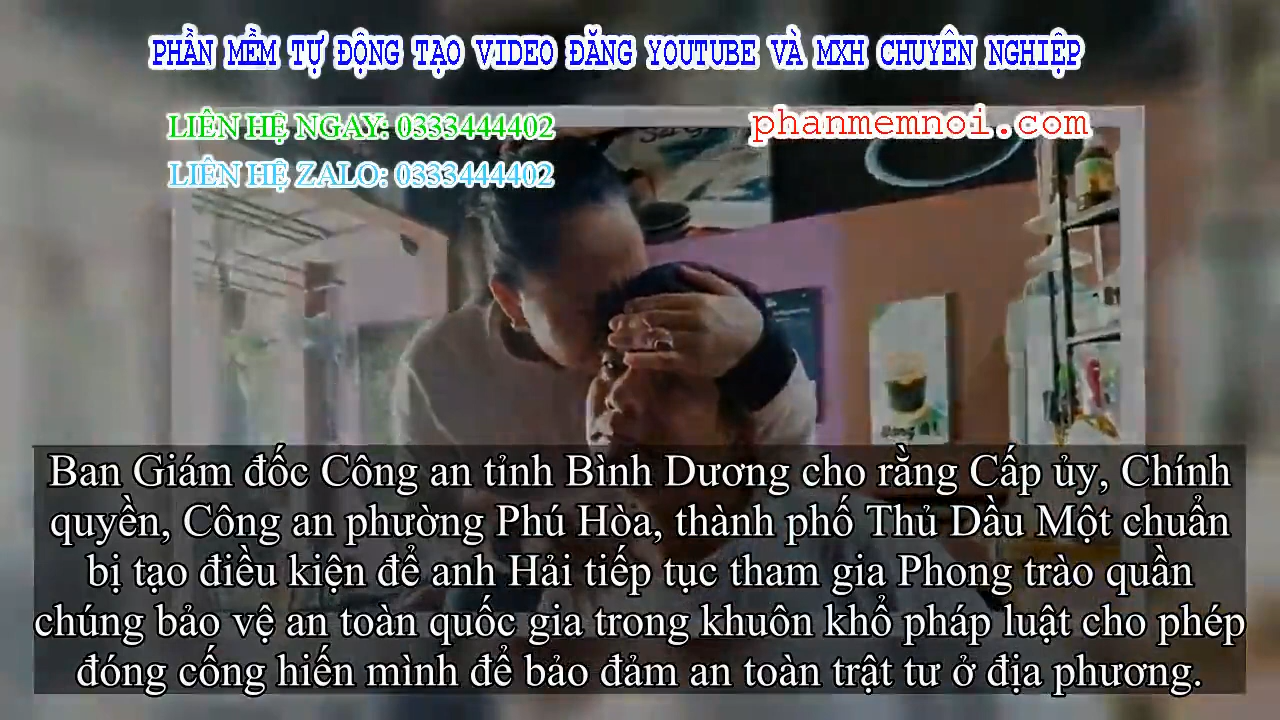 PHẦN MỀM TỰ ĐỘNG TẠO VIDEO ĐĂNG YOUTUBE VÀ MXH CHUYÊN NGHIỆP
LIÊN HỆ NGAY: 0333444402
phanmemnoi.com
LIÊN HỆ ZALO: 0333444402
Ban Giám đốc Công an tỉnh Bình Dương cho rằng Cấp ủy, Chính
quyền, Công an phường Phú Hòa, thành phố Thủ Dầu Một chuẩn
bị tạo điều kiện để anh Hải tiếp tục tham gia Phong trào quần
chúng bảo vệ an toàn quốc gia trong khuôn khổ pháp luật cho phép
đóng cống hiến mình để bảo đảm an toàn trật tư ở địa phương.